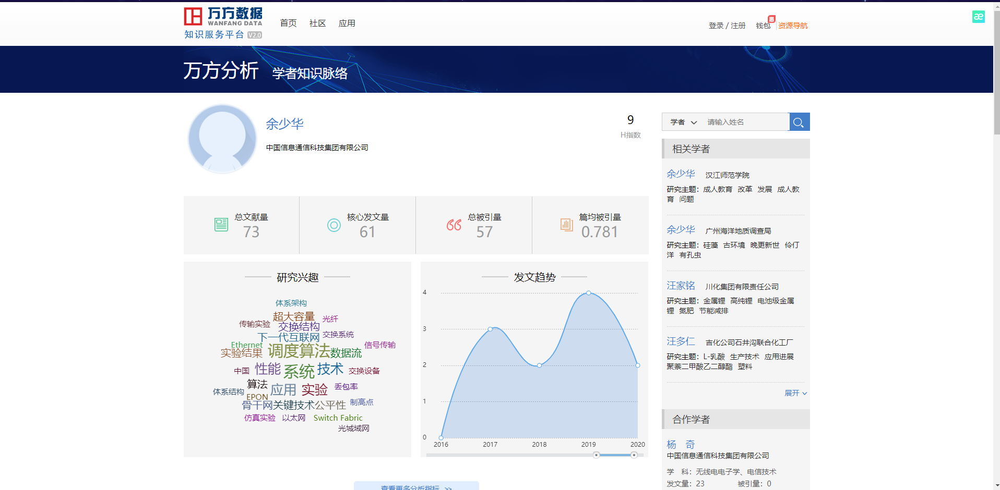 万方数据
WANFANG DATA
知识服务平台 V2.0
首页 社区 应用
登录 / 注册 钱包 惠 资源导航
æ
万方分析 学者知识脉络
余少华
中国信息通信科技集团有限公司
9
H指数
总文献量
73
核心发文量
61
总被引量
57
篇均被引量
0.781
研究兴趣
体系架构
超大容量
光纤
传输实验
交换结构
下一代互联网
交换系统
Ethernet
信号传输
实验结果
调度算法
数据流
中国
性能
系统
技术
交换设备
算法
体系结构
应用
实验
丢包率
EPON
骨干网
关键技术
公平性
制高点
仿真实验
以太网
Switch Fabric
光城域网
发文趋势
4
3
2
1
0
2016 2017 2018 2019 2020
查看更多分析指标 >>
学者 请输入姓名
相关学者
余少华 汉江师范学院
研究主题：成人教育 改革 发展 成人教
育 问题
余少华 广州海洋地质调查局
研究主题：硅藻 古环境 晚更新世 伶仃
洋 有孔虫
汪家铭 川化集团有限责任公司
研究主题：金属锂 高纯锂 电池级金属
锂 氮肥 节能减排
汪多仁 吉化公司石井沟联合化工厂
研究主题：L-乳酸 生产技术 应用进展
聚萘二甲酸乙二醇酯 塑料
展开
合作学者
杨 奇
中国信息通信科技集团有限公司
学 科：无线电电子学、电信技术
发文量：23 被引量：0